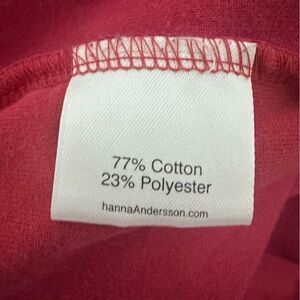 77% Cotton
23% Polyester
hannaAndersson.com